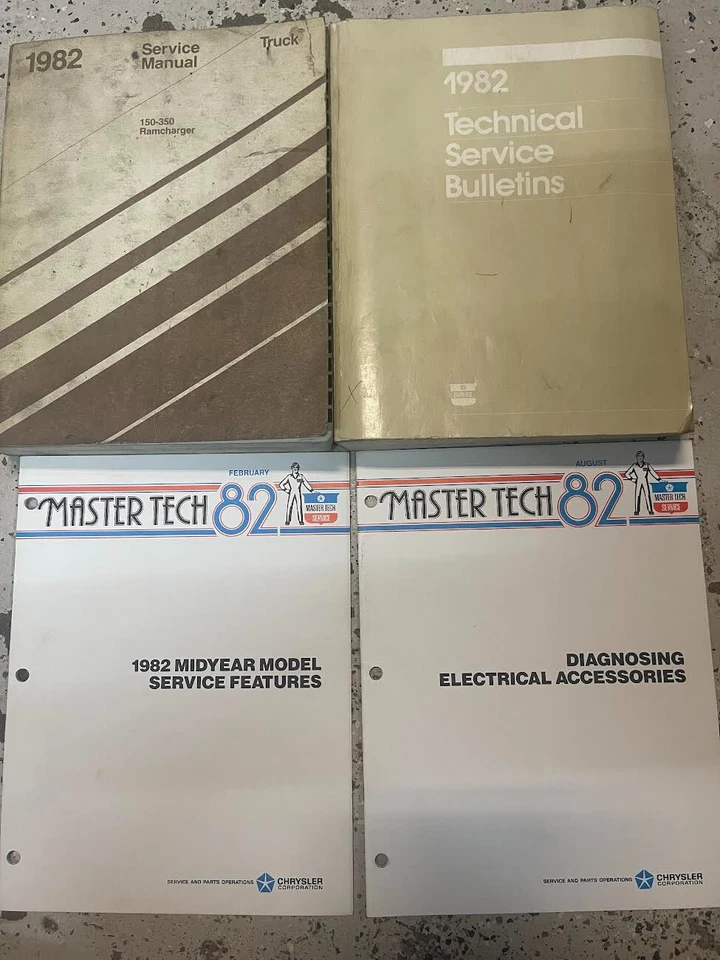 1982
Service
Manual
Truck
150-350
Ramcharger
1982
Technical
Service
Bulletins
FEBRUARY
MASTER TECH 82
MASTER TECH
SERVICE
1982 MIDYEAR MODEL
SERVICE FEATURES
SERVICE AND PARTS OPERATIONS
CHRYSLER
CORPORATION
AUGUST
MASTER TECH 82
MASTER TECH
SERVICE
DIAGNOSING
ELECTRICAL ACCESSORIES
SERVICE AND PARTS OPERATIONS
CHRYSLER
CORPORATION